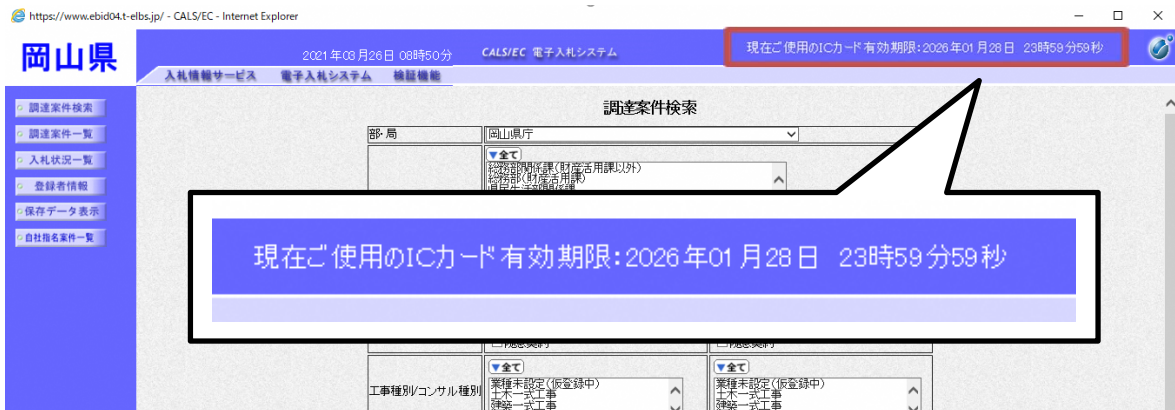 https://www.ebid04.t-elbs.jp/ - CALS/EC - Internet Explorer
岡山県
2021年03月26日 08時50分
CALS/EC 電子入札システム
現在ご使用のICカード有効期限:2026年01月28日 23時59分59秒
入札情報サービス 電子入札システム 検証機能
調達案件検索
調達案件一覧
入札状況一覧
登録者情報
保存データ表示
自社指名案件一覧
調達案件検索
部・局
岡山県庁
▼全て
総務部関係課(財産活用課以外)
総務部(財産活用課)
県民生活部関係課
現在ご使用のICカード有効期限:2026年01月28日 23時59分59秒
工事種別/コンサル種別
▼全て
業種未設定(仮登録中)
土木一式工事
建築一式工事
▼全て
業種未設定(仮登録中)
土木一式工事
建築一式工事